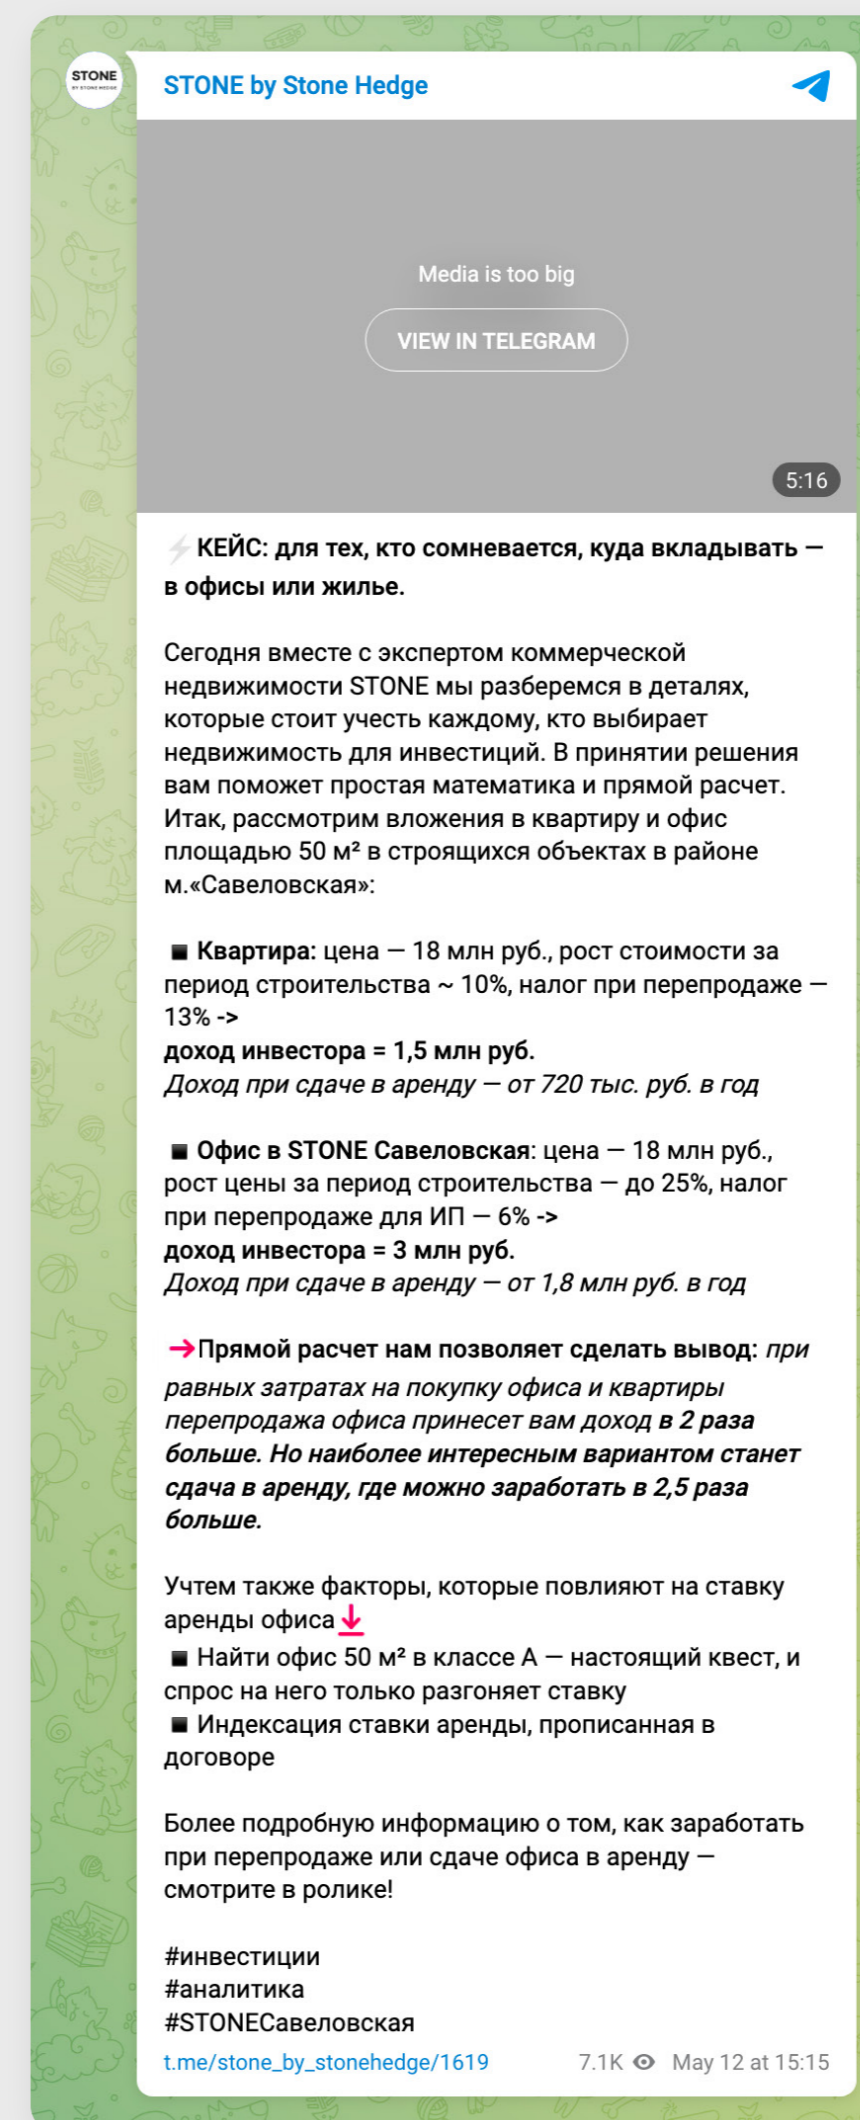 STONE
BY STONE HEDGE
STONE by Stone Hedge
Media is too big
VIEW IN TELEGRAM
5:16
⚡КЕЙС: для тех, кто сомневается, куда вкладывать —
в офисы или жилье.
Сегодня вместе с экспертом коммерческой
недвижимости STONE мы разберемся в деталях,
которые стоит учесть каждому, кто выбирает
недвижимость для инвестиций. В принятии решения
вам поможет простая математика и прямой расчет.
Итак, рассмотрим вложения в квартиру и офис
площадью 50 м² в строящихся объектах в районе
м.«Савеловская»:
▪️Квартира: цена — 18 млн руб., рост стоимости за
период строительства ~ 10%, налог при перепродаже —
13% ->
доход инвестора = 1,5 млн руб.
Доход при сдаче в аренду — от 720 тыс. руб. в год
▪️Офис в STONE Савеловская: цена — 18 млн руб.,
рост цены за период строительства — до 25%, налог
при перепродаже для ИП — 6% ->
доход инвестора = 3 млн руб.
Доход при сдаче в аренду — от 1,8 млн руб. в год
→Прямой расчет нам позволяет сделать вывод: при
равных затратах на покупку офиса и квартиры
перепродажа офиса принесет вам доход в 2 раза
больше. Но наиболее интересным вариантом станет
сдача в аренду, где можно заработать в 2,5 раза
больше.
Учтем также факторы, которые повлияют на ставку
аренды офиса↓
▪️Найти офис 50 м² в классе А — настоящий квест, и
спрос на него только разгоняет ставку
▪️Индексация ставки аренды, прописанная в
договоре
Более подробную информацию о том, как заработать
при перепродаже или сдаче офиса в аренду —
смотрите в ролике!
#инвестиции
#аналитика
#STONEСавеловская
t.me/stone_by_stonehedge/1619 7.1K May 12 at 15:15